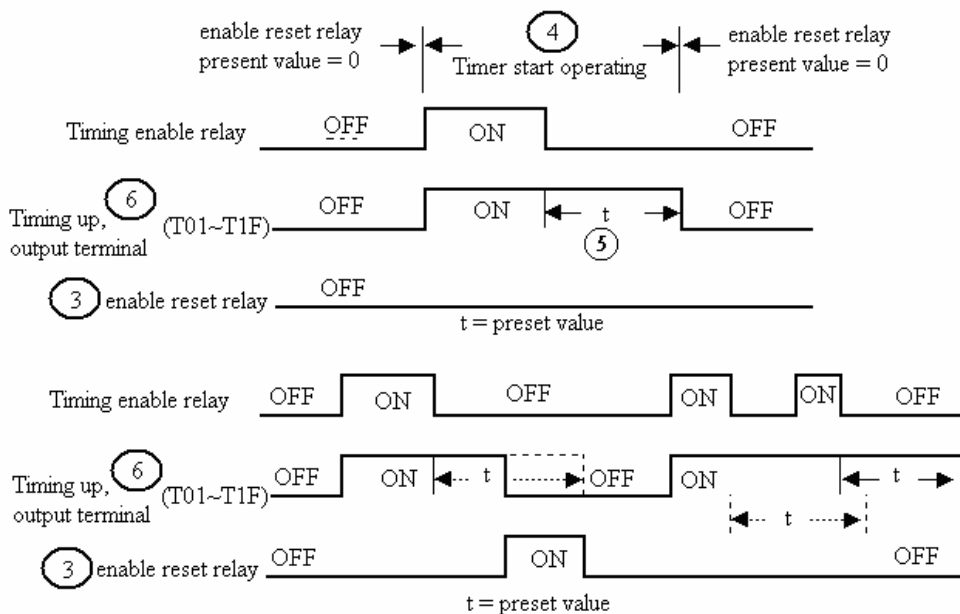 enable reset relay
present value = 0
4
Timer start operating
enable reset relay
present value = 0
Timing enable relay
OFF
ON
OFF
Timing up,
output terminal
6
(T01~T1F)
OFF
ON
t
5
OFF
3
enable reset relay
OFF
t = preset value
Timing enable relay
OFF
ON
OFF
ON
ON
OFF
Timing up,
output terminal
6
(T01~T1F)
OFF
ON
t
OFF
ON
t
t
3
enable reset relay
OFF
ON
OFF
t = preset value